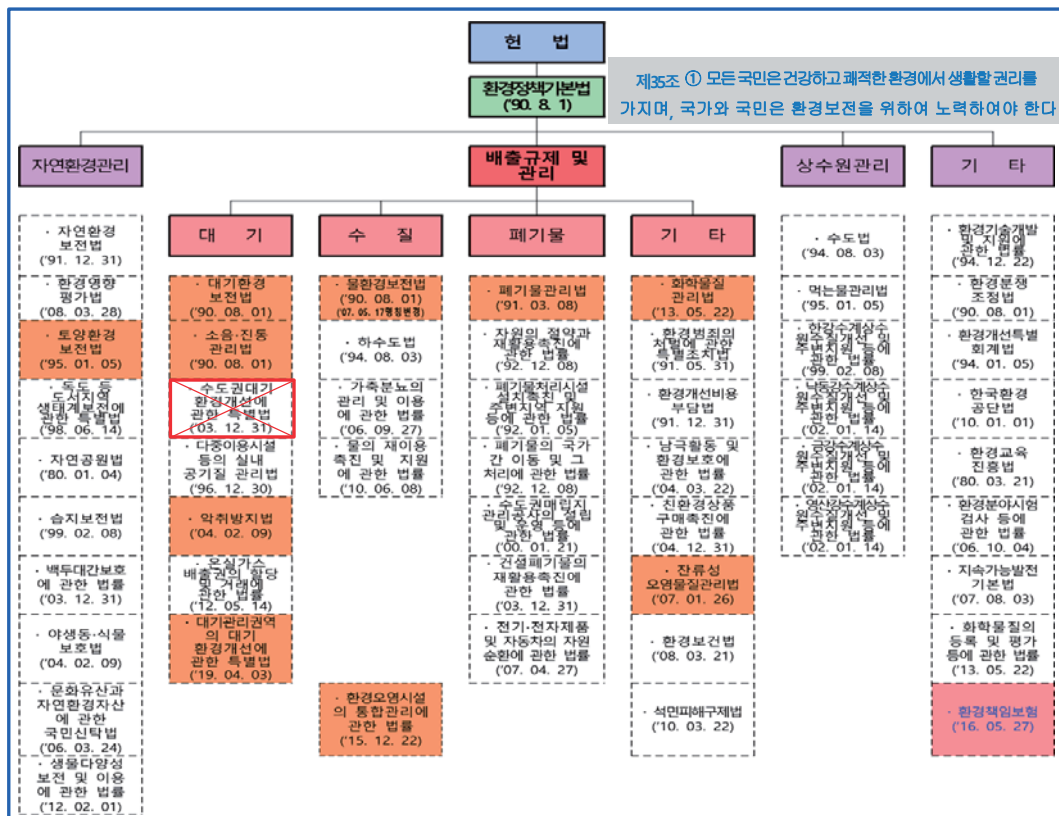 헌 법
환경정책기본법
('90. 8. 1)
제35조 ① 모든 국민은 건강하고 쾌적한 환경에서 생활할 권리를
가지며, 국가와 국민은 환경보전을 위하여 노력하여야 한다
자연환경관리
배출규제 및
관리
상수원관리
기 타
· 자연환경
보전법
('91. 12. 31)
· 환경영향
평가법
('08. 03. 28)
· 토양환경
보전법
('95. 01. 05)
· 독도 등
도서지역
생태계보전에
관한 특별법
('98. 06. 14)
· 자연공원법
('80. 01. 04)
· 습지보전법
('99. 02. 08)
· 백두대간보호
에 관한 법률
('03. 12. 31)
· 야생동·식물
보호법
('04. 02. 09)
· 문화유산과
자연환경자산
에 관한
국민신탁법
('06. 03. 24)
· 생물다양성
보전 및 이용
에 관한 법률
('12. 02. 01)
대 기
· 대기환경
보전법
('90. 08. 01)
· 소음·진동
관리법
('90. 08. 01)
· 수도권대기
환경개선에
관한 특별법
('03. 12. 31)
· 다중이용시설
등의 실내
공기질 관리법
('96. 12. 30)
· 악취방지법
('04. 02. 09)
· 온실가스
배출권의 할당
및 거래에
관한 법률
('12. 05. 14)
· 대기관리권역
의 대기
환경개선에
관한 특별법
('19. 04. 03)
수 질
· 물환경보전법
('90. 08. 01)
('07. 05. 17명칭변경)
· 하수도법
('94. 08. 03)
· 가축분뇨의
관리 및 이용
에 관한 법률
('06. 09. 27)
· 물의 재이용
촉진 및 지원
에 관한 법률
('10. 06. 08)
· 환경오염시설
의 통합관리에
관한 법률
('15. 12. 22)
폐기물
· 폐기물관리법
('91. 03. 08)
· 자원의 절약과
재활용촉진에
관한 법률
('92. 12. 08)
· 폐기물처리시설
설치촉진 및
주변지역 지원
등에 관한 법률
('92. 01. 05)
· 폐기물의 국가
간 이동 및 그
처리에 관한 법률
('92. 12. 08)
· 수도권매립지
관리공사의 설립
및 운영 등에
관한 법률
('00. 01. 21)
· 건설폐기물의
재활용촉진에
관한 법률
('03. 12. 31)
· 전기·전자제품
및 자동차의 자원
순환에 관한 법률
('07. 04. 27)
기 타
· 화학물질
관리법
('13. 05. 22)
· 환경범죄의
처벌에 관한
특별조치법
('91. 05. 31)
· 환경개선비용
부담법
('91. 12. 31)
· 남극활동 및
환경보호에
관한 법률
('04. 03. 22)
· 친환경상품
구매촉진에
관한 법률
('04. 12. 31)
· 잔류성
오염물질관리법
('07. 01. 26)
· 환경보건법
('08. 03. 21)
· 석면피해구제법
('10. 03. 22)
· 수도법
('94. 08. 03)
· 먹는물관리법
('95. 01. 05)
· 한강수계상수
원수질개선 및
주변지원 등에
관한 법률
('99. 02. 08)
· 낙동강수계상수
원수질개선 및
주변지원 등에
관한 법률
('02. 01. 14)
· 금강수계상수
원수질개선 및
주변지원 등에
관한 법률
('02. 01. 14)
· 영산강수계상수
원수질개선 및
주변지원 등에
관한 법률
('02. 01. 14)
· 환경기술개발
및 지원에
관한 법률
('94. 12. 22)
· 환경분쟁
조정법
('90. 08. 01)
· 환경개선특별
회계법
('94. 01. 05)
· 한국환경
공단법
('10. 01. 01)
· 환경교육
진흥법
('80. 03. 21)
· 환경분야시험
검사 등에
관한 법률
('06. 10. 04)
· 지속가능발전
기본법
('07. 08. 03)
· 화학물질의
등록 및 평가
등에 관한 법률
('13. 05. 22)
· 환경책임보험
('16. 05. 27)